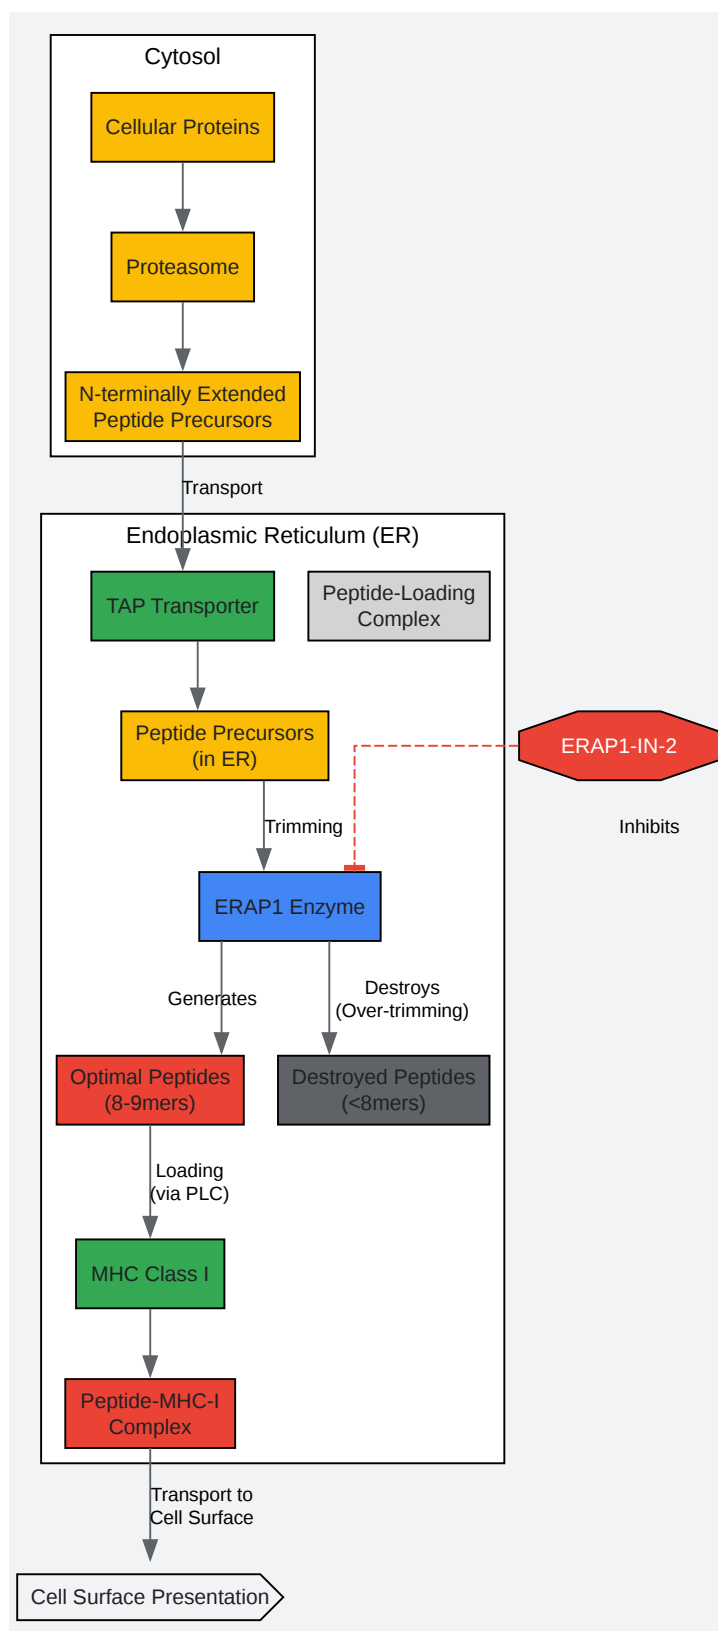 Cytosol
Cellular Proteins
Proteasome
N-terminally Extended
Peptide Precursors
Transport
Endoplasmic Reticulum (ER)
TAP Transporter
Peptide-Loading
Complex
Peptide Precursors
(in ER)
ERAP1-IN-2
Trimming
Inhibits
ERAP1 Enzyme
Generates
Destroys
(Over-trimming)
Optimal Peptides
(8-9mers)
Destroyed Peptides
(<8mers)
Loading
(via PLC)
MHC Class I
Peptide-MHC-I
Complex
Transport to
Cell Surface
Cell Surface Presentation